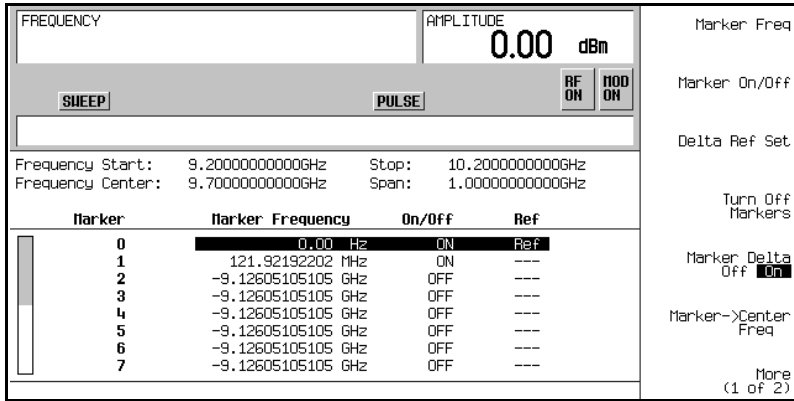 FREQUENCY
AMPLITUDE
0.00 dBm
RF ON
MOD ON
SWEEP
PULSE
Frequency Start: 9.20000000000GHz Stop: 10.2000000000GHz
Frequency Center: 9.70000000000GHz Span: 1.00000000000GHz
Marker Marker Frequency On/Off Ref
0 0.00 Hz ON Ref
1 121.92192202 MHz ON ---
2 -9.12605105105 GHz OFF ---
3 -9.12605105105 GHz OFF ---
4 -9.12605105105 GHz OFF ---
5 -9.12605105105 GHz OFF ---
6 -9.12605105105 GHz OFF ---
7 -9.12605105105 GHz OFF ---
Marker Freq
Marker On/Off
Delta Ref Set
Turn Off
Markers
Marker Delta
Off On
Marker->Center
Freq
More
(1 of 2)